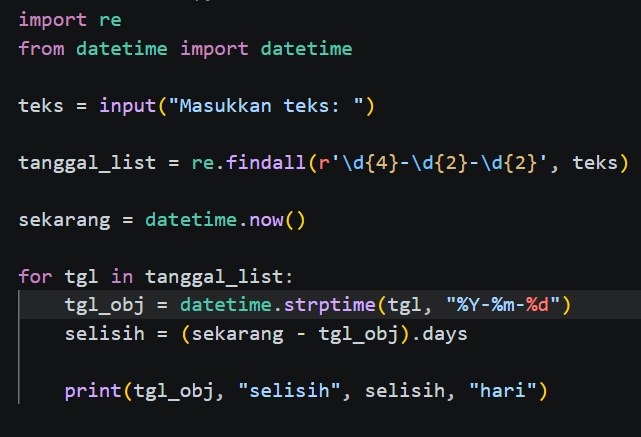 import re
from datetime import datetime
teks = input("Masukkan teks: ")
tanggal_list = re.findall(r'\d{4}-\d{2}-\d{2}', teks)
sekarang = datetime.now()
for tgl in tanggal_list:
    tgl_obj = datetime.strptime(tgl, "%Y-%m-%d")
    selisih = (sekarang - tgl_obj).days
    print(tgl_obj, "selisih", selisih, "hari")